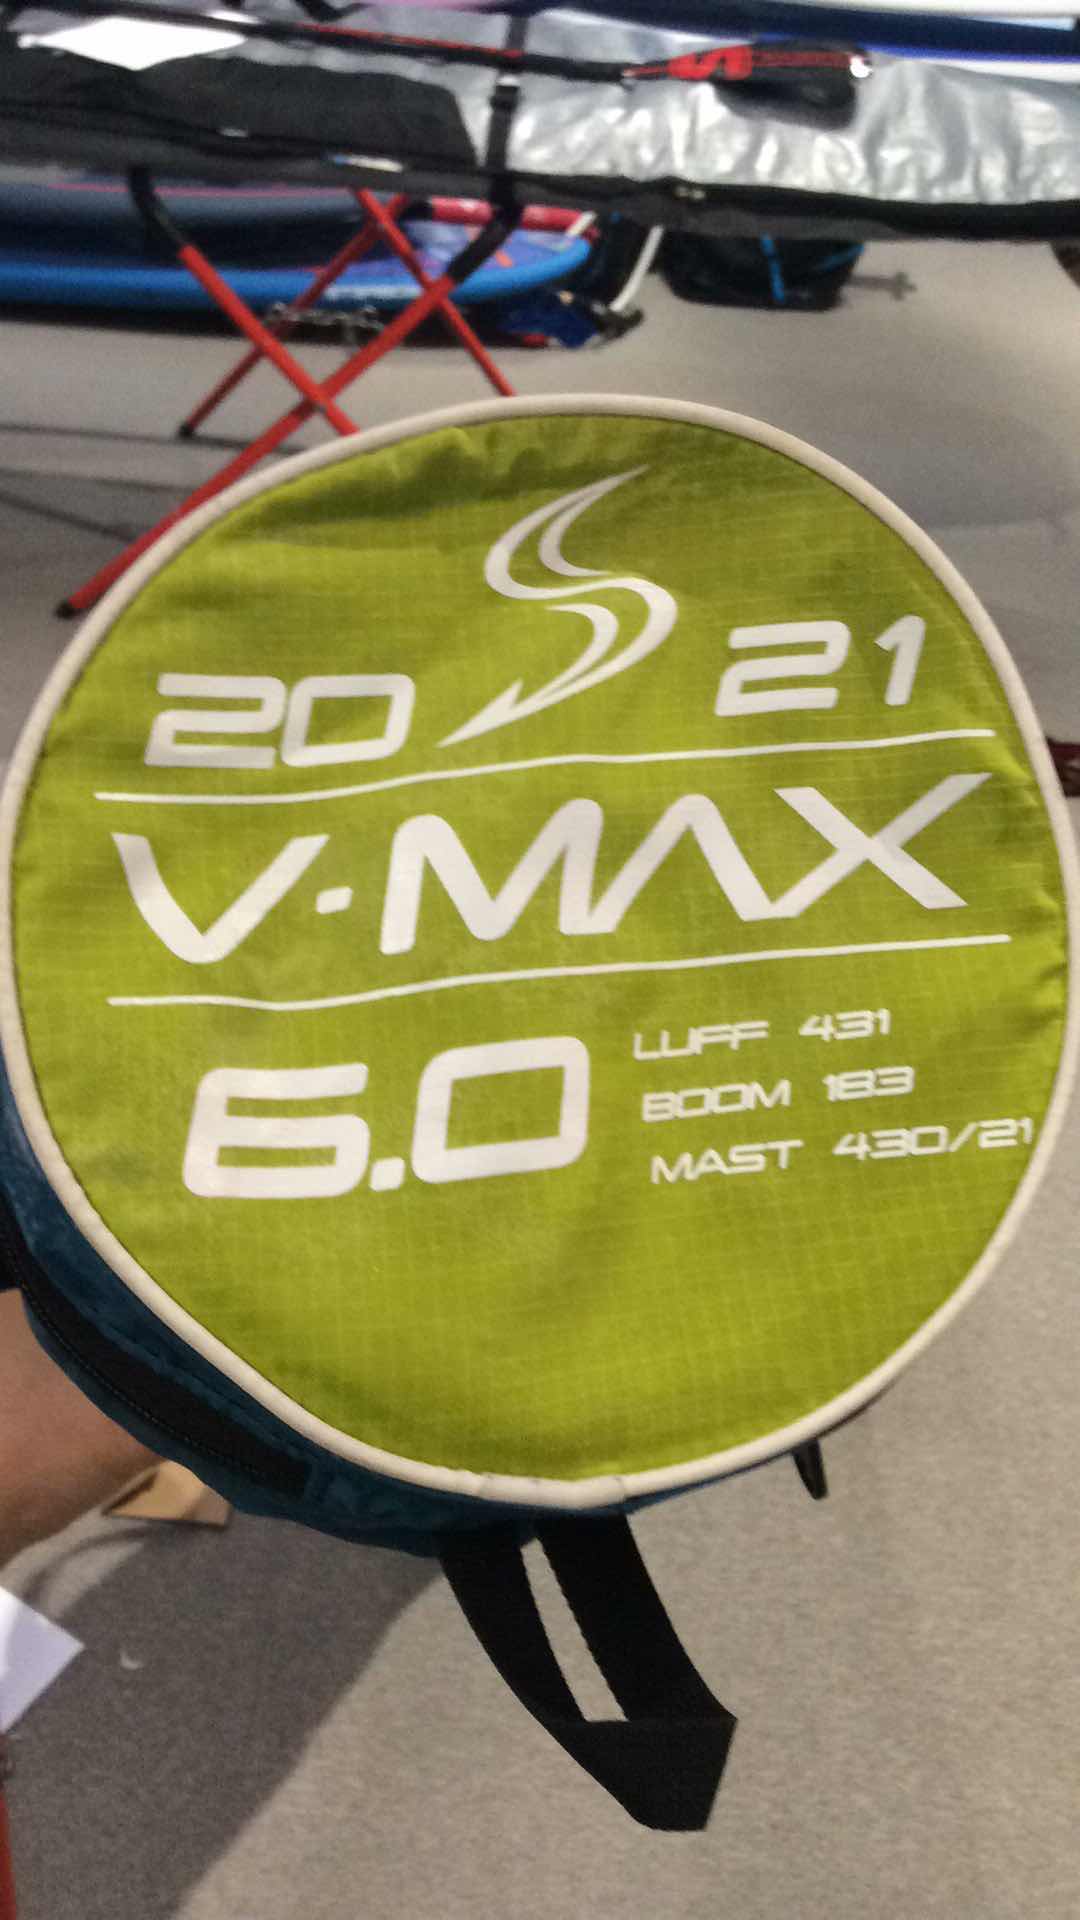 20 21
V·MAX
6.0
LUFF 431
BOOM 183
MAST 430/21